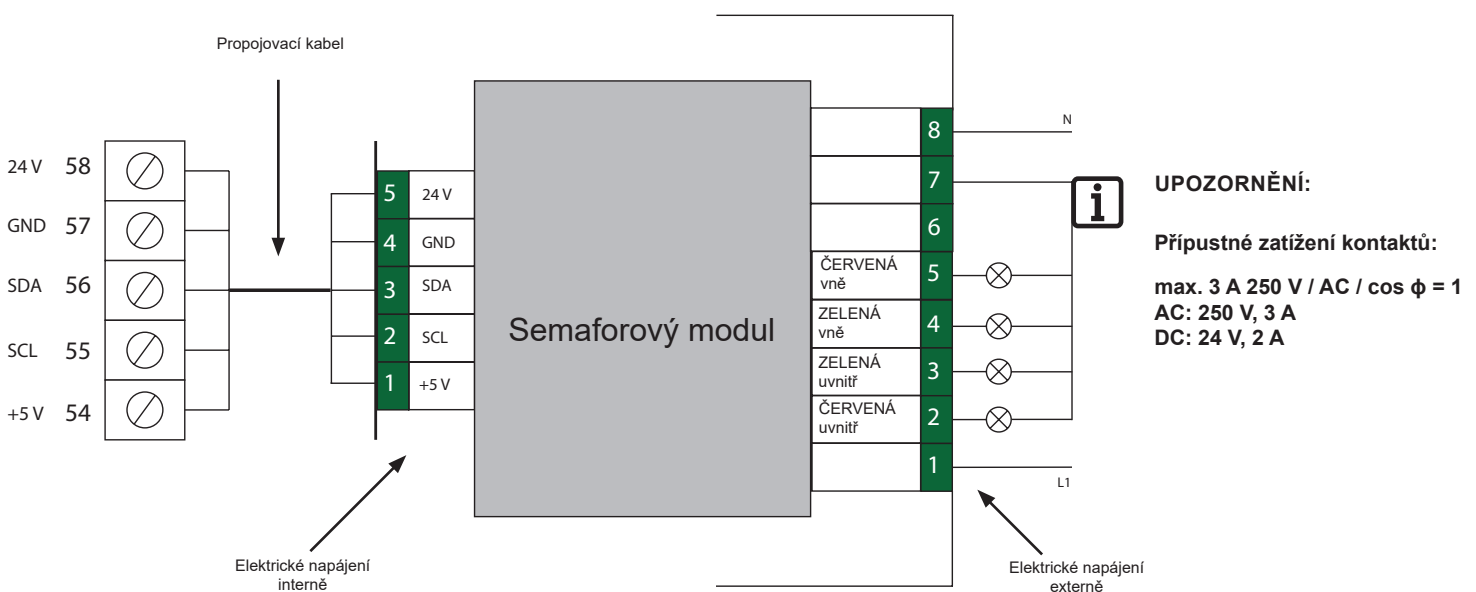 Propojovací kabel
24 V 58
GND 57
SDA 56
SCL 55
+5 V 54
5 24 V
4 GND
3 SDA
2 SCL
1 +5 V
Semaforový modul
8
7
6
ČERVENÁ
vně
5
ZELENÁ
vně
4
ZELENÁ
uvnitř
3
ČERVENÁ
uvnitř
2
1
N
L1
Elektrické napájení
interně
Elektrické napájení
externě
i
UPOZORNĚNÍ:
Přípustné zatížení kontaktů:
max. 3 A 250 V / AC / cos ϕ = 1
AC: 250 V, 3 A
DC: 24 V, 2 A